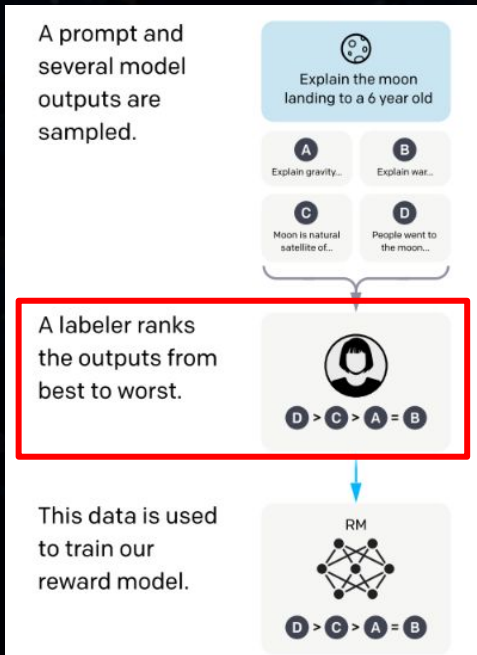 A prompt and
several model
outputs are
sampled.
Explain the moon
landing to a 6 year old
A
Explain gravity...
B
Explain war...
C
Moon is natural
satellite of...
D
People went to
the moon...
A labeler ranks
the outputs from
best to worst.
D > C > A = B
This data is used
to train our
reward model.
RM
D > C > A = B